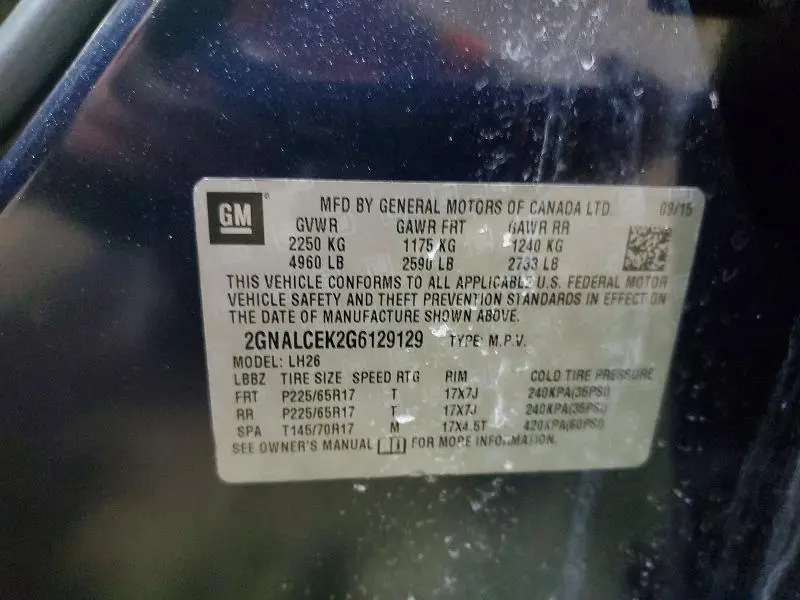 GM
MFD BY GENERAL MOTORS OF CANADA LTD. 09/15
GVWR GAWR FRT GAWR RR
2250 KG 1175 KG 1240 KG
4960 LB 2590 LB 2733 LB
THIS VEHICLE CONFORMS TO ALL APPLICABLE U.S. FEDERAL MOTOR
VEHICLE SAFETY AND THEFT PREVENTION STANDARDS IN EFFECT ON
THE DATE OF MANUFACTURE SHOWN ABOVE.
2GNALCEK2G6129129 TYPE: M.P.V.
MODEL: LH26
LBBZ TIRE SIZE SPEED RTG RIM COLD TIRE PRESSURE
FRT P225/65R17 T 17X7J 240KPA(35PSI)
RR P225/65R17 T 17X7J 240KPA(35PSI)
SPA T145/70R17 M 17X4.5T 420KPA(60PSI)
SEE OWNER'S MANUAL FOR MORE INFORMATION.